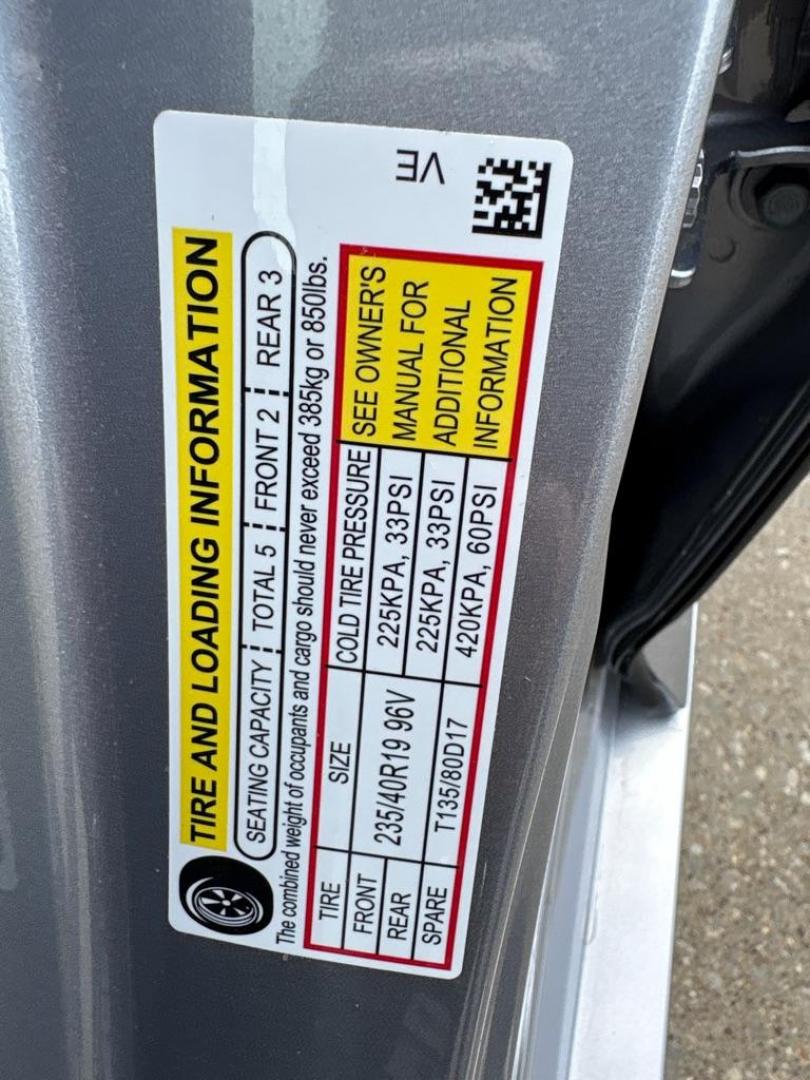 VE
TIRE AND LOADING INFORMATION
SEATING CAPACITY TOTAL 5 FRONT 2 REAR 3
The combined weight of occupants and cargo should never exceed 385kg or 850lbs.
TIRE SIZE COLD TIRE PRESSURE
FRONT 235/40R19 96V 225KPA, 33PSI
REAR 225KPA, 33PSI
SPARE T135/80D17 420KPA, 60PSI
SEE OWNER'S
MANUAL FOR
ADDITIONAL
INFORMATION